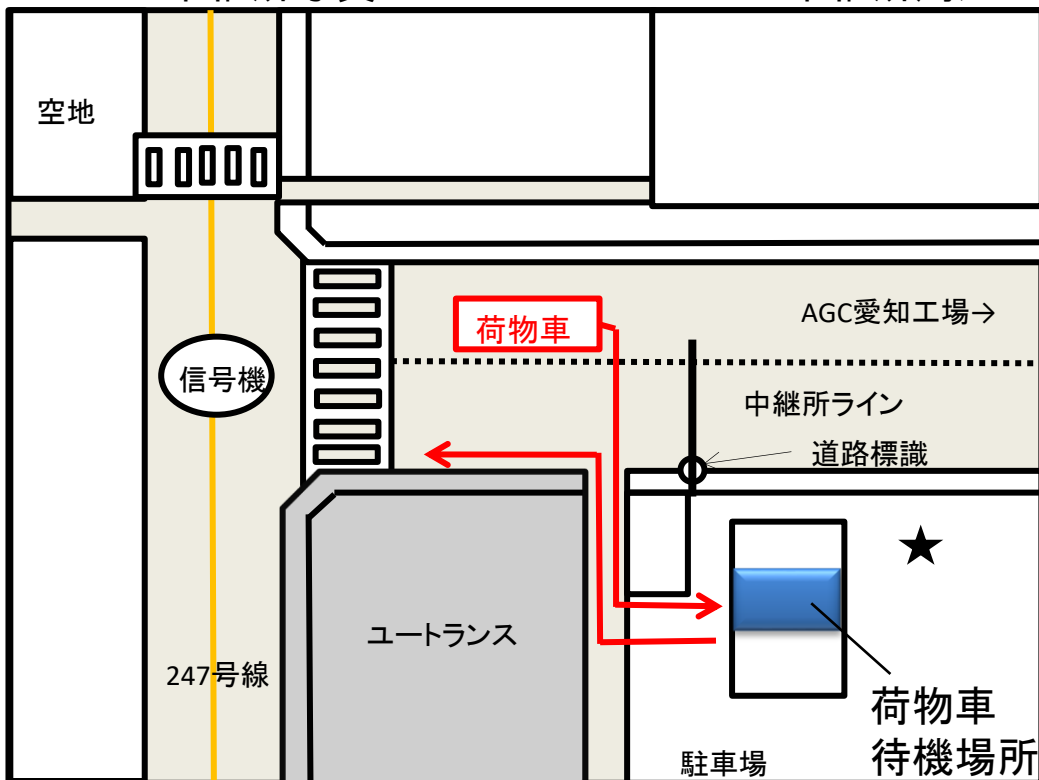 空地
荷物車
AGC愛知工場→
信号機
中継所ライン
道路標識
ユートランス
247号線
荷物車
待機場所
駐車場